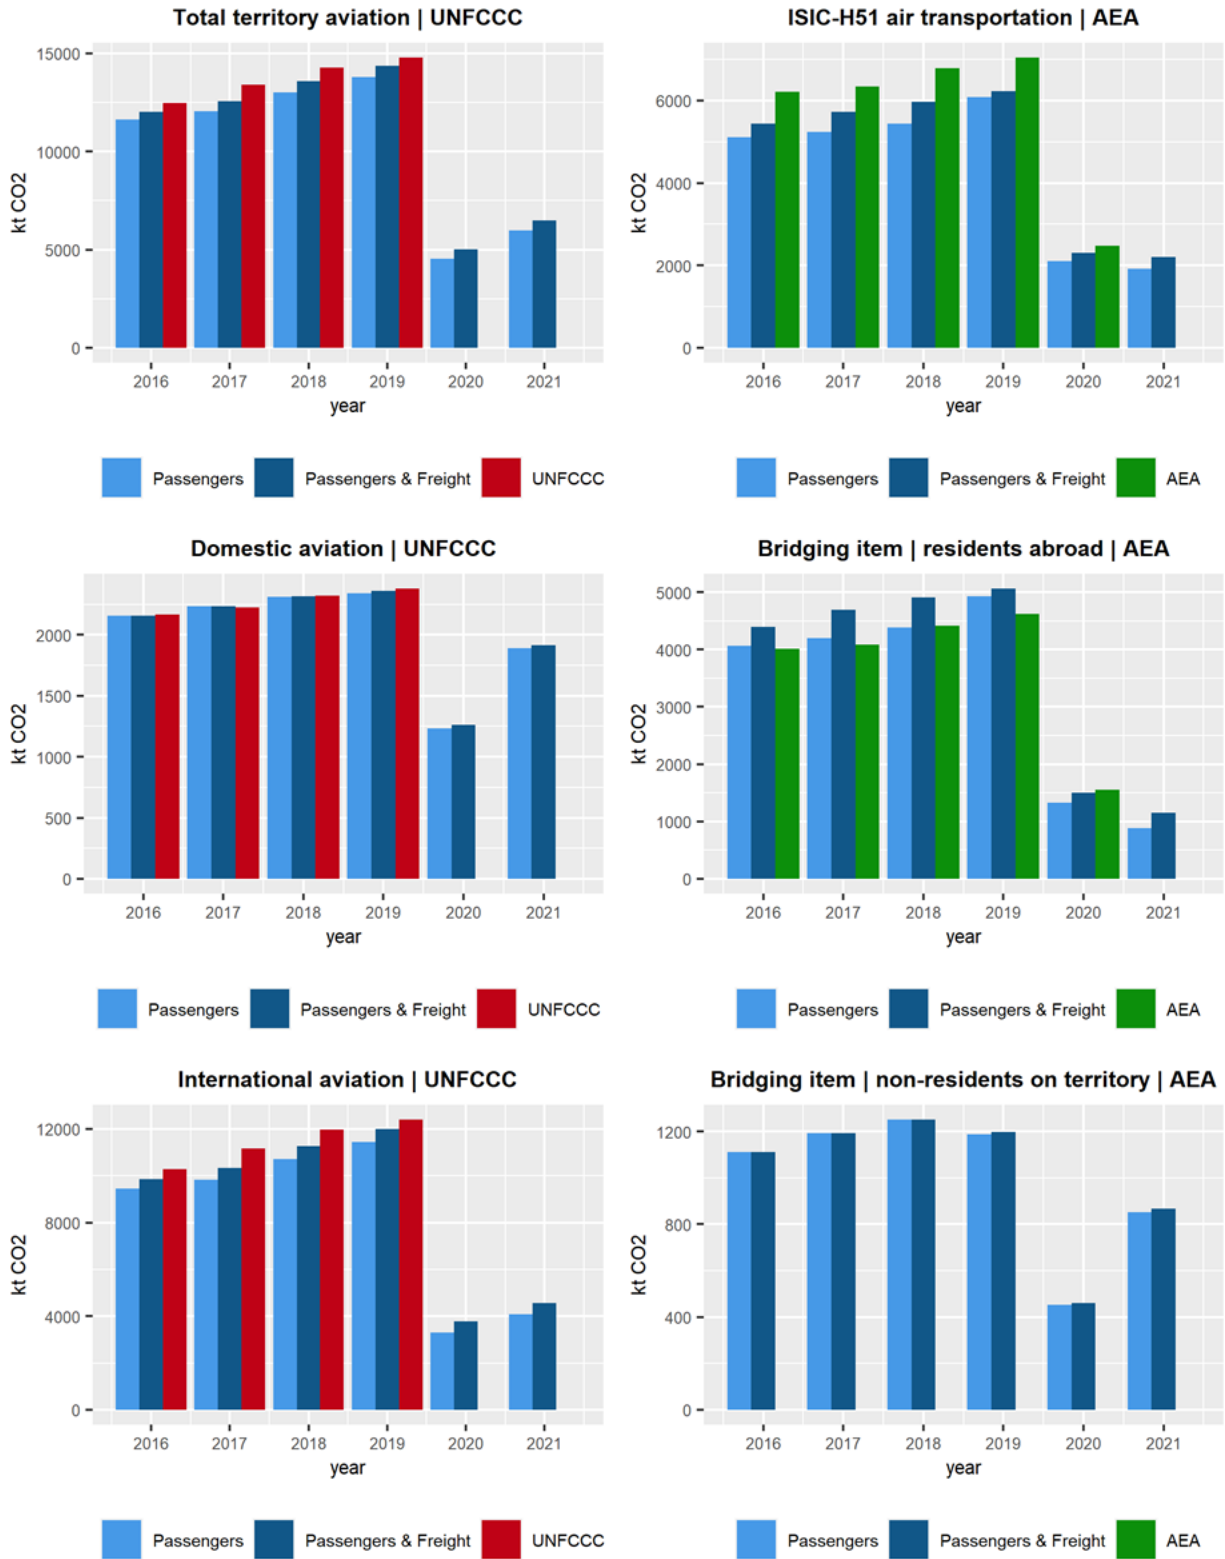 Total territory aviation | UNFCCC
kt CO2
15000
10000
5000
0
2016 2017 2018 2019 2020 2021
year
Passengers Passengers & Freight UNFCCC
ISIC-H51 air transportation | AEA
kt CO2
6000
4000
2000
0
2016 2017 2018 2019 2020 2021
year
Passengers Passengers & Freight AEA
Domestic aviation | UNFCCC
kt CO2
2000
1500
1000
500
0
2016 2017 2018 2019 2020 2021
year
Passengers Passengers & Freight UNFCCC
Bridging item | residents abroad | AEA
kt CO2
5000
4000
3000
2000
1000
0
2016 2017 2018 2019 2020 2021
year
Passengers Passengers & Freight AEA
International aviation | UNFCCC
kt CO2
12000
8000
4000
0
2016 2017 2018 2019 2020 2021
year
Passengers Passengers & Freight UNFCCC
Bridging item | non-residents on territory | AEA
kt CO2
1200
800
400
0
2016 2017 2018 2019 2020 2021
year
Passengers Passengers & Freight AEA